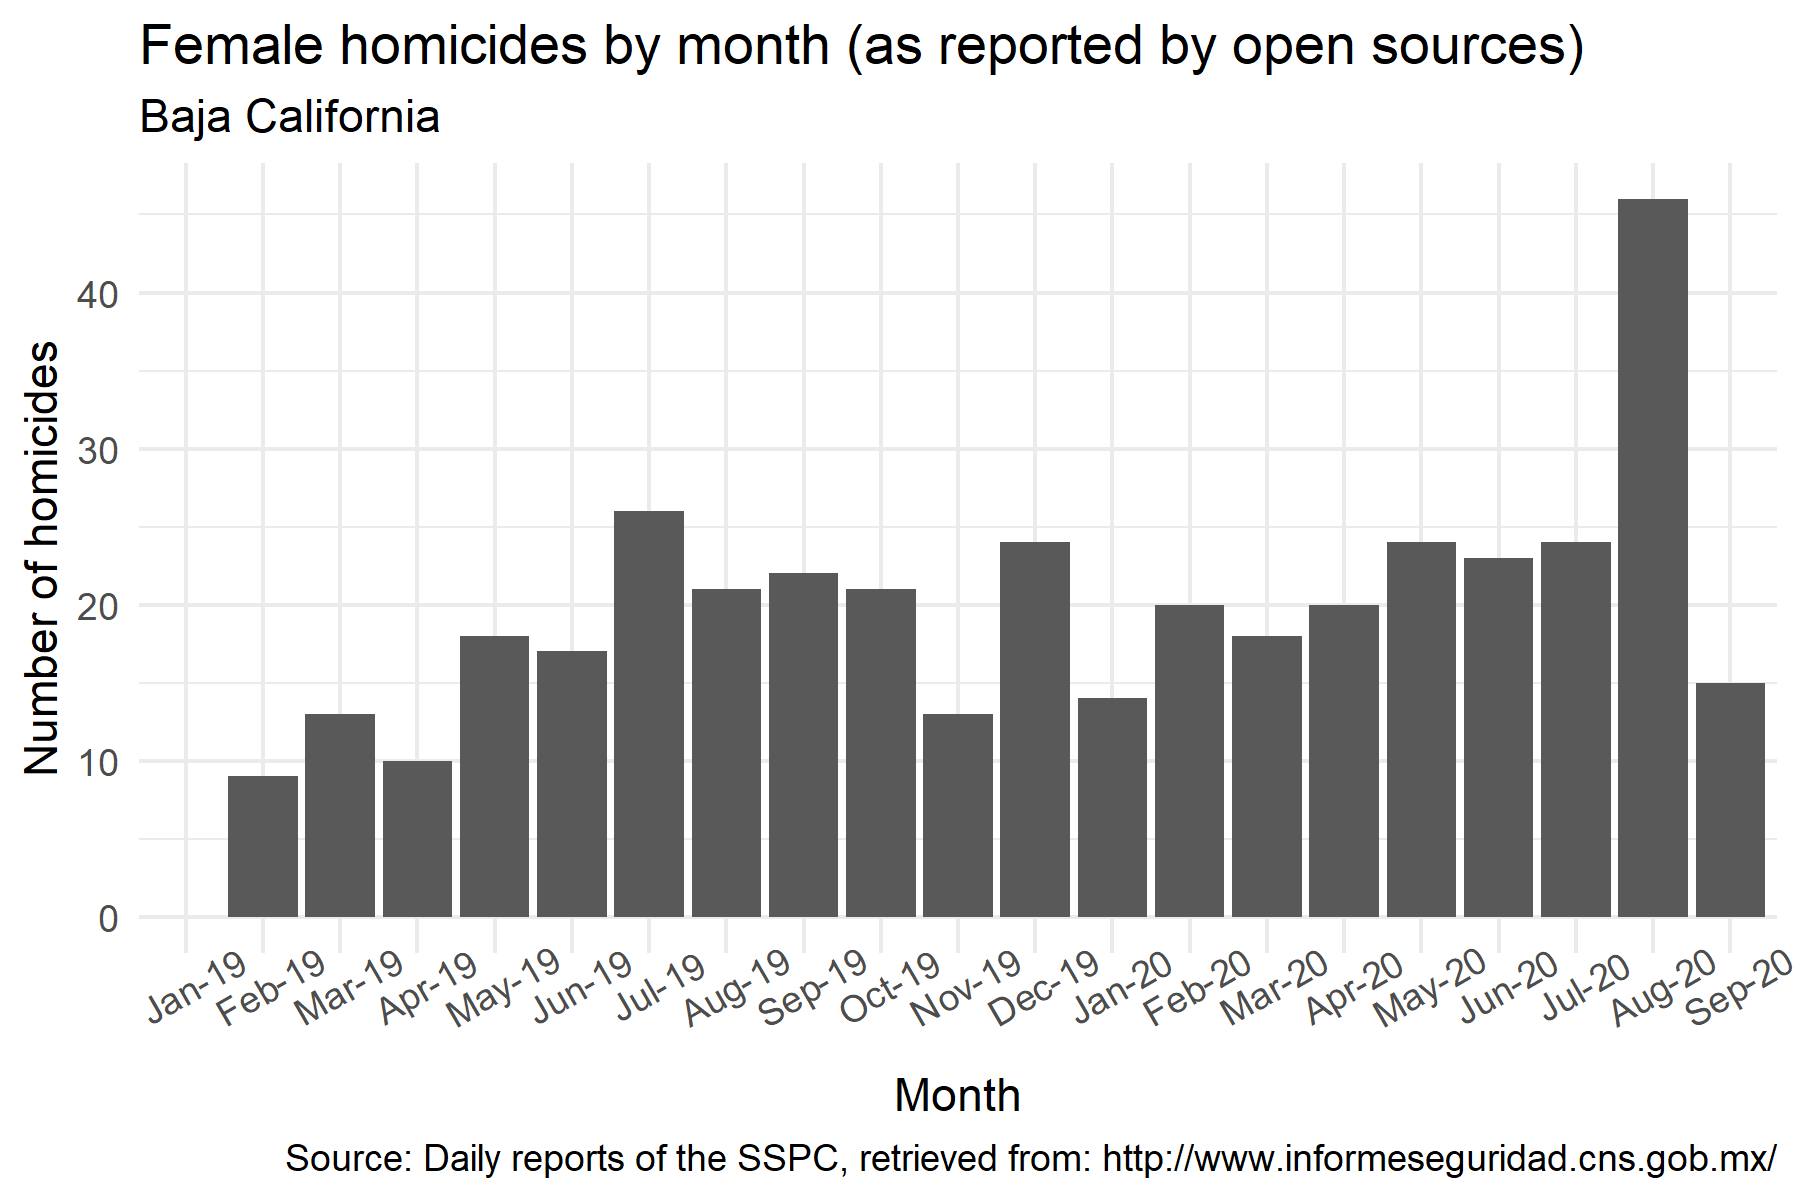 Female homicides by month (as reported by open sources)
Baja California
Number of homicides
40
30
20
10
0
Jan-19
Feb-19
Mar-19
Apr-19
May-19
Jun-19
Jul-19
Aug-19
Sep-19
Oct-19
Nov-19
Dec-19
Jan-20
Feb-20
Mar-20
Apr-20
May-20
Jun-20
Jul-20
Aug-20
Sep-20
Month
Source: Daily reports of the SSPC, retrieved from: http://www.informeseguridad.cns.gob.mx/